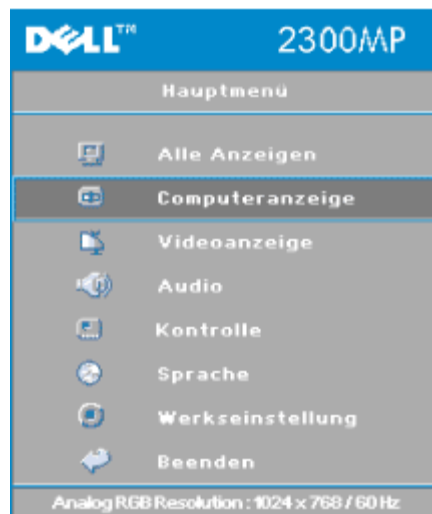 DELL™ 2300MP
Hauptmenü
Alle Anzeigen
Computeranzeige
Videoanzeige
Audio
Kontrolle
Sprache
Werkseinstellung
Beenden
Analog RGB Resolution : 1024 x 768 / 60 Hz